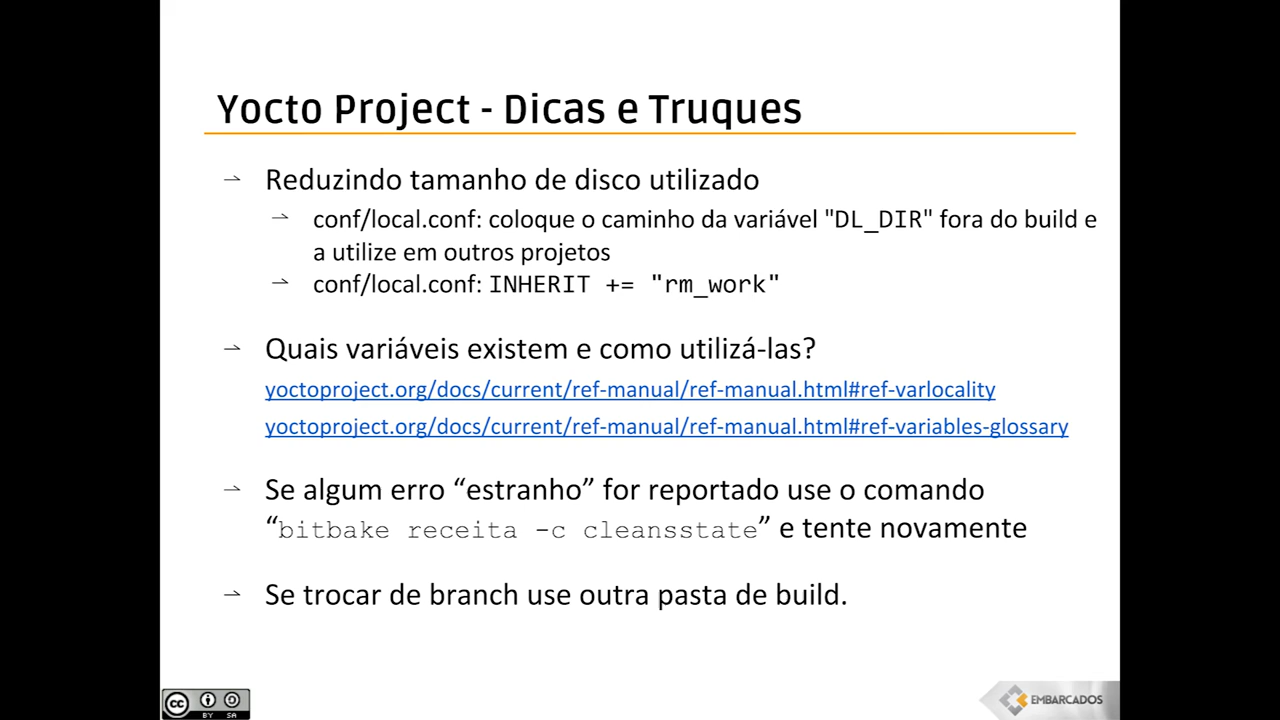 Yocto Project - Dicas e Truques
Reduzindo tamanho de disco utilizado
conf/local.conf: coloque o caminho da variável "DL_DIR" fora do build e
a utilize em outros projetos
conf/local.conf: INHERIT += "rm_work"
Quais variáveis existem e como utilizá-las?
yoctoproject.org/docs/current/ref-manual/ref-manual.html#ref-varlocality
yoctoproject.org/docs/current/ref-manual/ref-manual.html#ref-variables-glossary
Se algum erro “estranho” for reportado use o comando
“bitbake receita -c cleansstate” e tente novamente
Se trocar de branch use outra pasta de build.
cc BY SA
EMBARCADOS